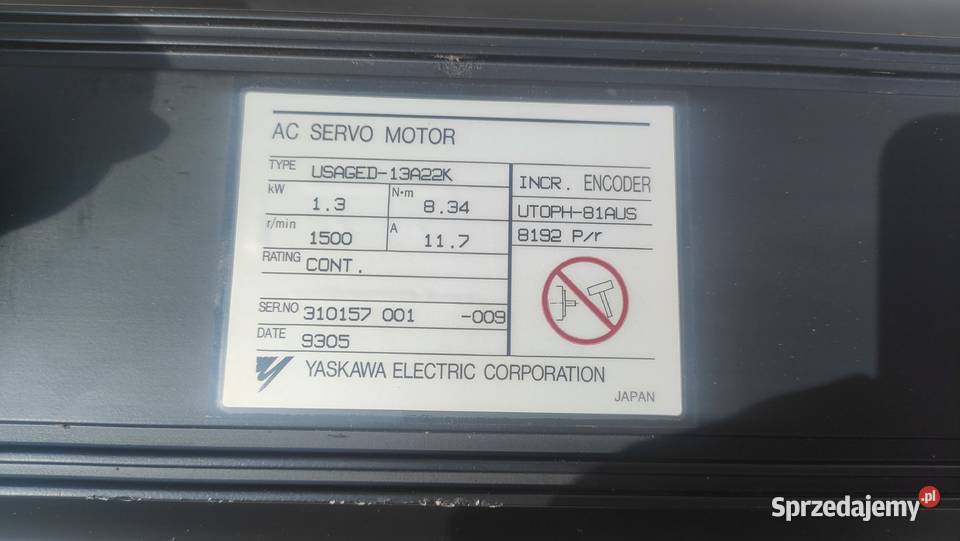 AC SERVO MOTOR
TYPE USAGED-13A22K
kW 1.3 N·m 8.34
r/min 1500 A 11.7
RATING CONT.
SER.NO 310157 001 -009
DATE 9305
INCR. ENCODER
UTOPH-81AUS
8192 P/r
YASKAWA ELECTRIC CORPORATION
JAPAN
Sprzedajemy.pl